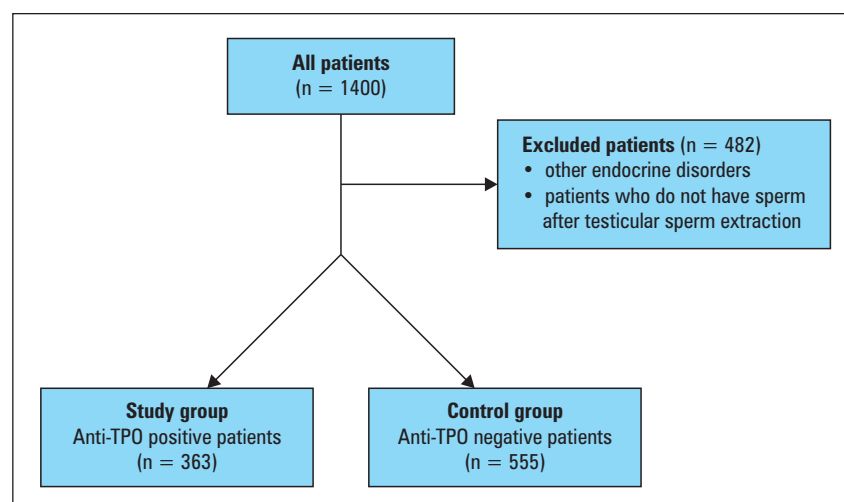 All patients
(n = 1400)
Excluded patients (n = 482)
• other endocrine disorders
• patients who do not have sperm
after testicular sperm extraction
Study group
Anti-TPO positive patients
(n = 363)
Control group
Anti-TPO negative patients
(n = 555)